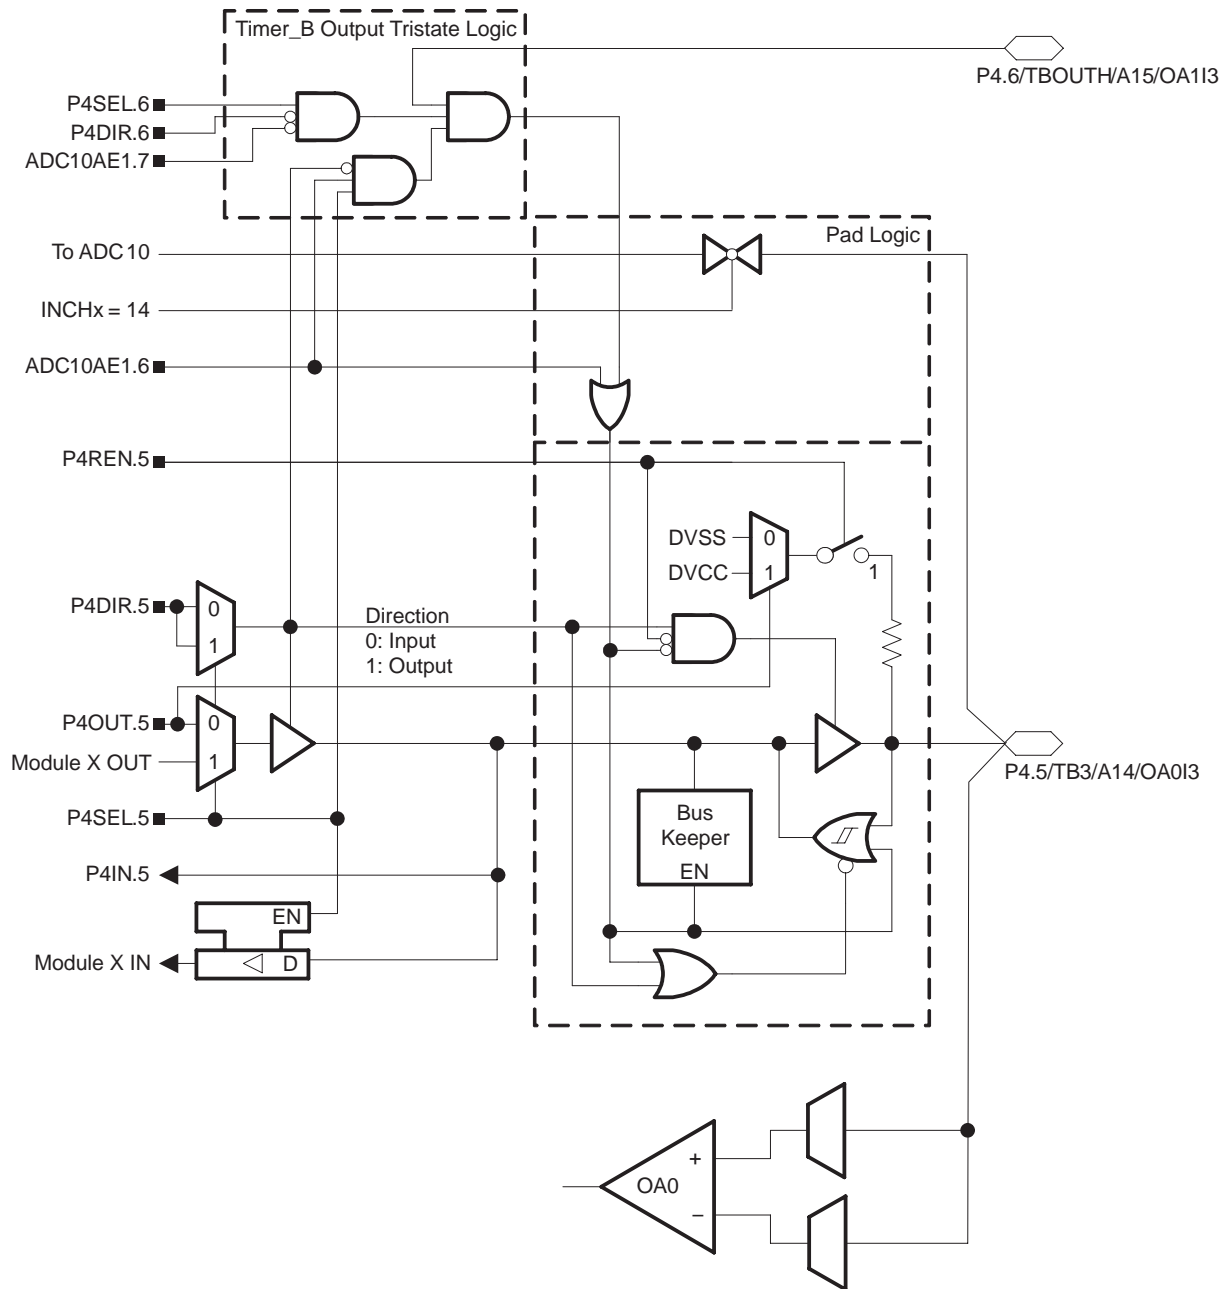 Timer_B Output Tristate Logic
P4.6/TBOUTH/A15/OA1I3
P4SEL.6
P4DIR.6
ADC10AE1.7
Pad Logic
To ADC 10
INCHx = 14
ADC10AE1.6
P4REN.5
DVSS
0
DVCC
1
1
P4DIR.5
0
1
Direction
0: Input
1: Output
P4OUT.5
0
Module X OUT
1
P4.5/TB3/A14/OA0I3
P4SEL.5
Bus
Keeper
EN
P4IN.5
EN
Module X IN
D
+
OA0
−